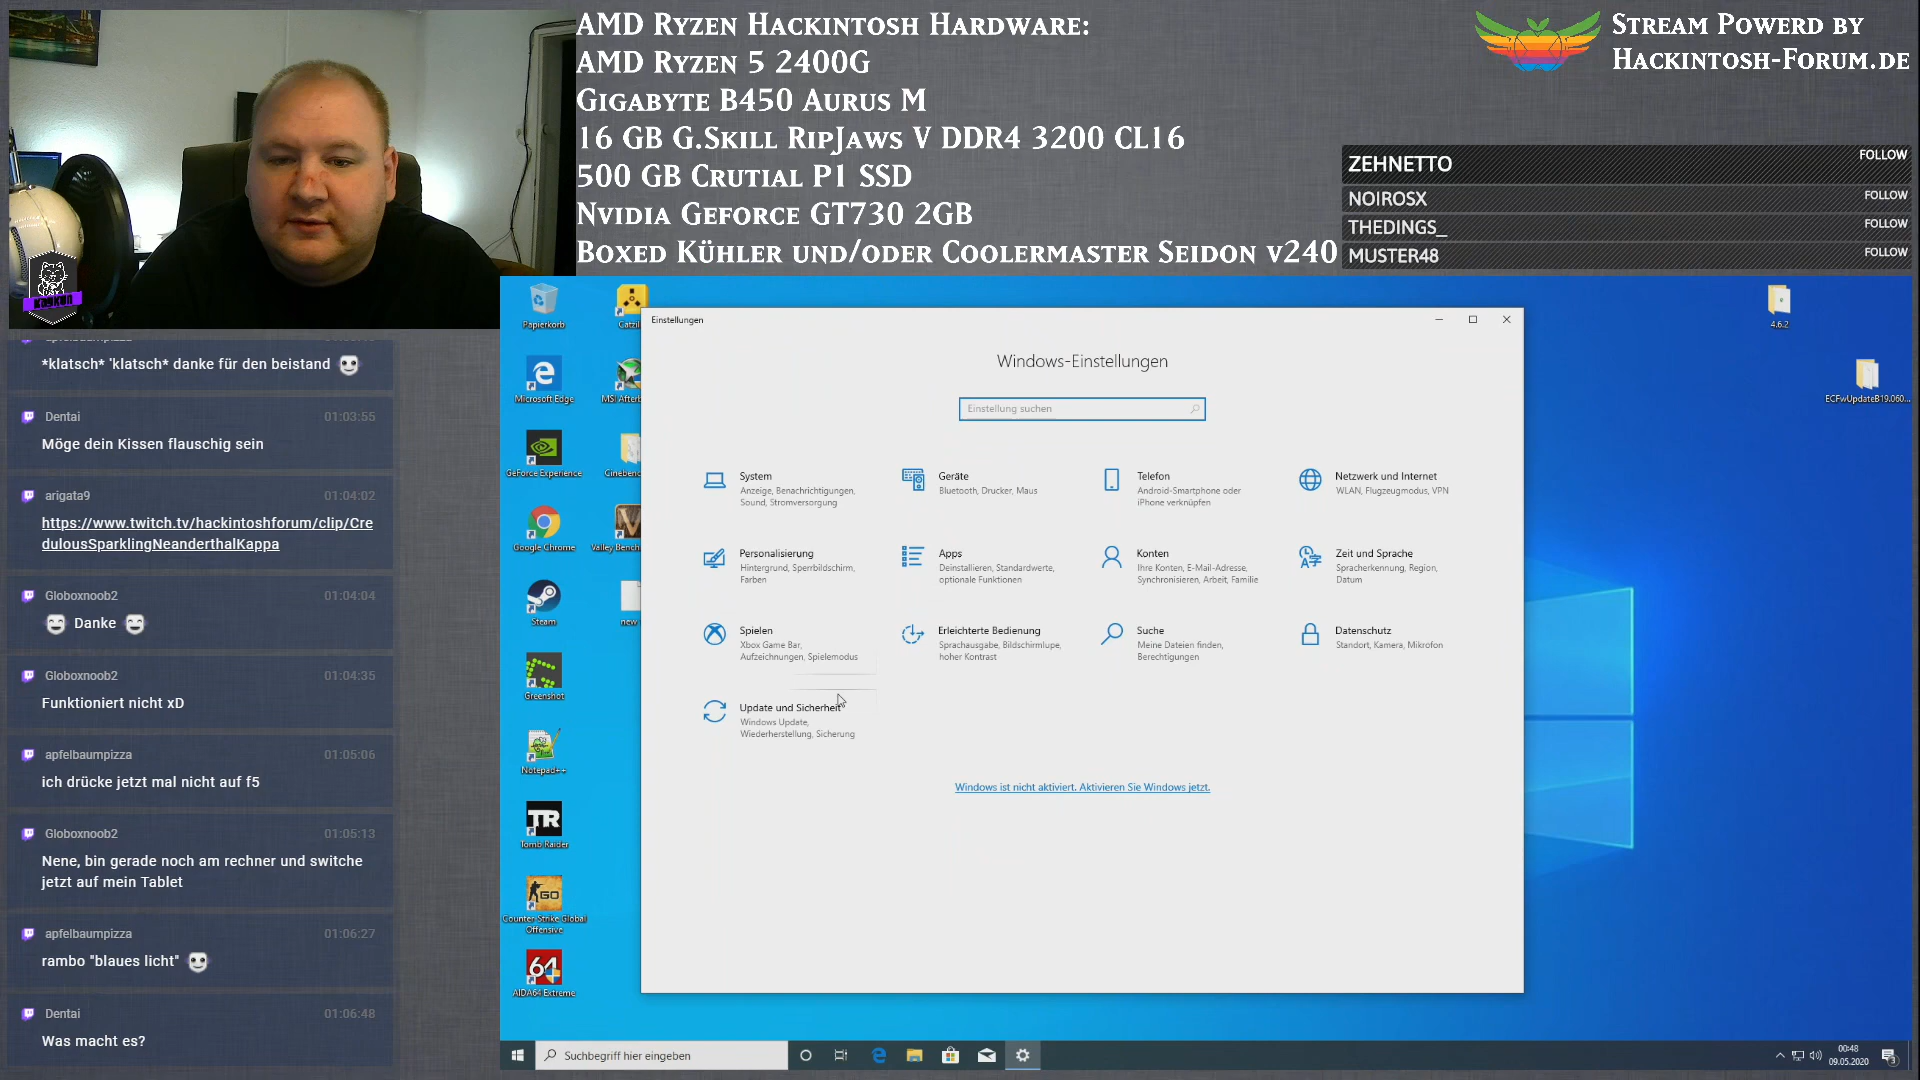 AMD Ryzen Hackintosh Hardware:
AMD Ryzen 5 2400G
Gigabyte B450 Aurus M
16 GB G.Skill RipJaws V DDR4 3200 CL16
500 GB Crutial P1 SSD
Nvidia Geforce GT730 2GB
Boxed Kühler und/oder Coolermaster Seidon v240
Stream Powerd by
Hackintosh-Forum.de
ZEHNETTO FOLLOW
NOIROSX FOLLOW
THEDINGS_ FOLLOW
MUSTER48 FOLLOW
*klatsch* 'klatsch* danke für den beistand
Dentai 01:03:55
Möge dein Kissen flauschig sein
arigata9 01:04:02
https://www.twitch.tv/hackintoshforum/clip/Cre
dulousSparklingNeanderthalKappa
Globoxnoob2 01:04:04
Danke
Globoxnoob2 01:04:35
Funktioniert nicht xD
apfelbaumpizza 01:05:06
ich drücke jetzt mal nicht auf f5
Globoxnoob2 01:05:13
Nene, bin gerade noch am rechner und switche
jetzt auf mein Tablet
apfelbaumpizza 01:06:27
rambo "blaues licht"
Dentai 01:06:48
Was macht es?
Papierkorb
Microsoft Edge
GeForce Experience
Google Chrome
Steam
Greenshot
Notepad++
Tomb Raider
Counter-Strike Global
Offensive
AIDA64 Extreme
Catzil
MSI Afterb
Cinebenc
Valley Bench
new
4.6.2
ECFwUpdateB19.060...
Einstellungen
Windows-Einstellungen
Einstellung suchen
System
Anzeige, Benachrichtigungen,
Sound, Stromversorgung
Geräte
Bluetooth, Drucker, Maus
Telefon
Android-Smartphone oder
iPhone verknüpfen
Netzwerk und Internet
WLAN, Flugzeugmodus, VPN
Personalisierung
Hintergrund, Sperrbildschirm,
Farben
Apps
Deinstallieren, Standardwerte,
optionale Funktionen
Konten
Ihre Konten, E-Mail-Adresse,
Synchronisieren, Arbeit, Familie
Zeit und Sprache
Spracherkennung, Region,
Datum
Spielen
Xbox Game Bar,
Aufzeichnungen, Spielemodus
Erleichterte Bedienung
Sprachausgabe, Bildschirmlupe,
hoher Kontrast
Suche
Meine Dateien finden,
Berechtigungen
Datenschutz
Standort, Kamera, Mikrofon
Update und Sicherheit
Windows Update,
Wiederherstellung, Sicherung
Windows ist nicht aktiviert. Aktivieren Sie Windows jetzt.
Suchbegriff hier eingeben
00:48
09.05.2020
3